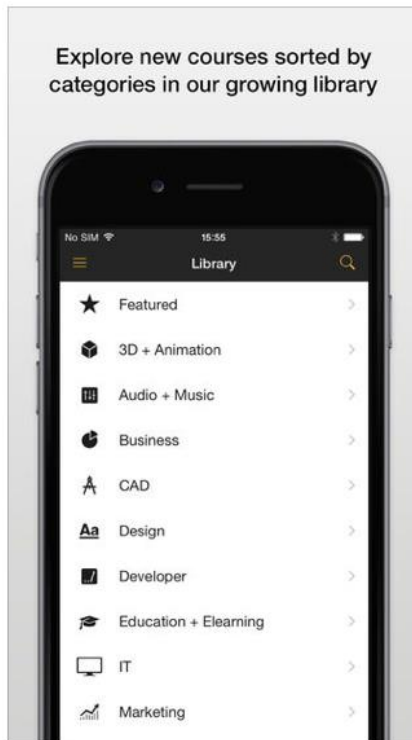 Explore new courses sorted by
categories in our growing library
No SIM 15:55
Library
Featured
3D + Animation
Audio + Music
Business
CAD
Aa Design
Developer
Education + Elearning
IT
Marketing